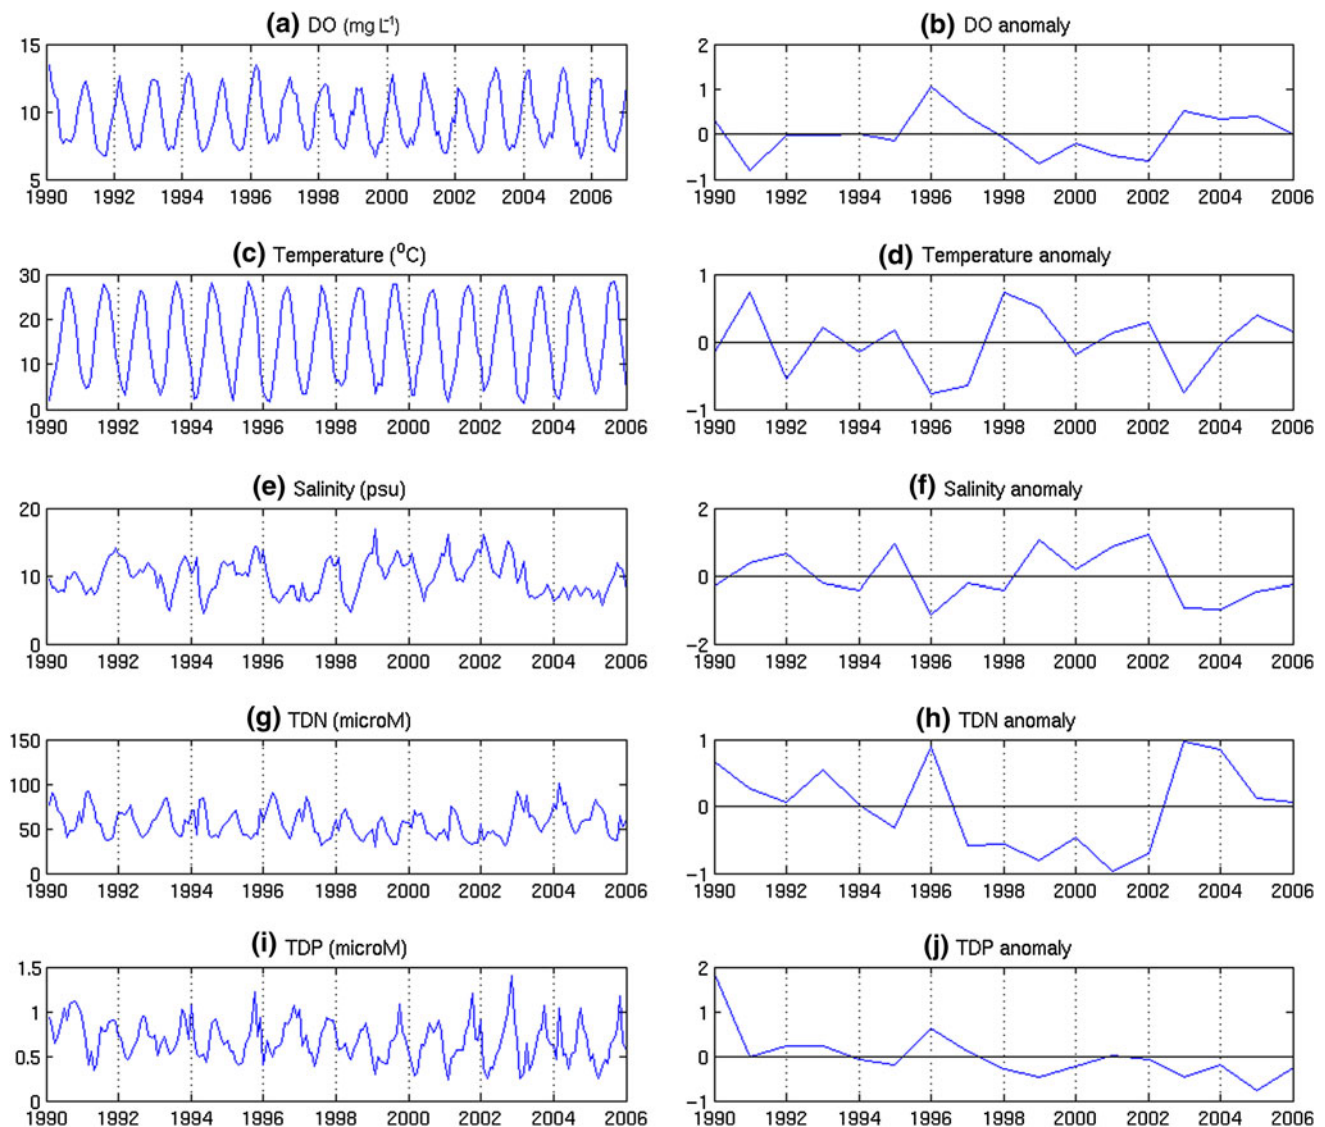 (a) DO (mg L⁻¹)
15
10
5
1990 1992 1994 1996 1998 2000 2002 2004 2006
(b) DO anomaly
2
1
0
−1
1990 1992 1994 1996 1998 2000 2002 2004 2006
(c) Temperature (⁰C)
30
20
10
0
1990 1992 1994 1996 1998 2000 2002 2004 2006
(d) Temperature anomaly
1
0
−1
1990 1992 1994 1996 1998 2000 2002 2004 2006
(e) Salinity (psu)
20
10
0
1990 1992 1994 1996 1998 2000 2002 2004 2006
(f) Salinity anomaly
2
0
−2
1990 1992 1994 1996 1998 2000 2002 2004 2006
(g) TDN (microM)
150
100
50
0
1990 1992 1994 1996 1998 2000 2002 2004 2006
(h) TDN anomaly
1
0
−1
1990 1992 1994 1996 1998 2000 2002 2004 2006
(i) TDP (microM)
1.5
1
0.5
0
1990 1992 1994 1996 1998 2000 2002 2004 2006
(j) TDP anomaly
2
1
0
−1
1990 1992 1994 1996 1998 2000 2002 2004 2006